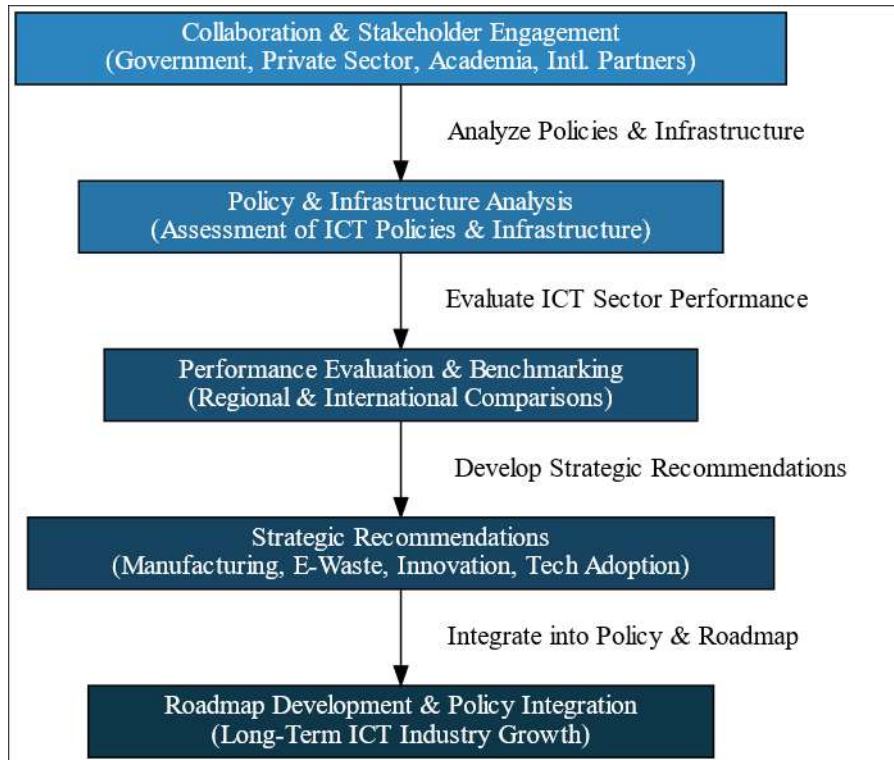 Collaboration & Stakeholder Engagement
(Government, Private Sector, Academia, Intl. Partners)
Analyze Policies & Infrastructure
Policy & Infrastructure Analysis
(Assessment of ICT Policies & Infrastructure)
Evaluate ICT Sector Performance
Performance Evaluation & Benchmarking
(Regional & International Comparisons)
Develop Strategic Recommendations
Strategic Recommendations
(Manufacturing, E-Waste, Innovation, Tech Adoption)
Integrate into Policy & Roadmap
Roadmap Development & Policy Integration
(Long-Term ICT Industry Growth)